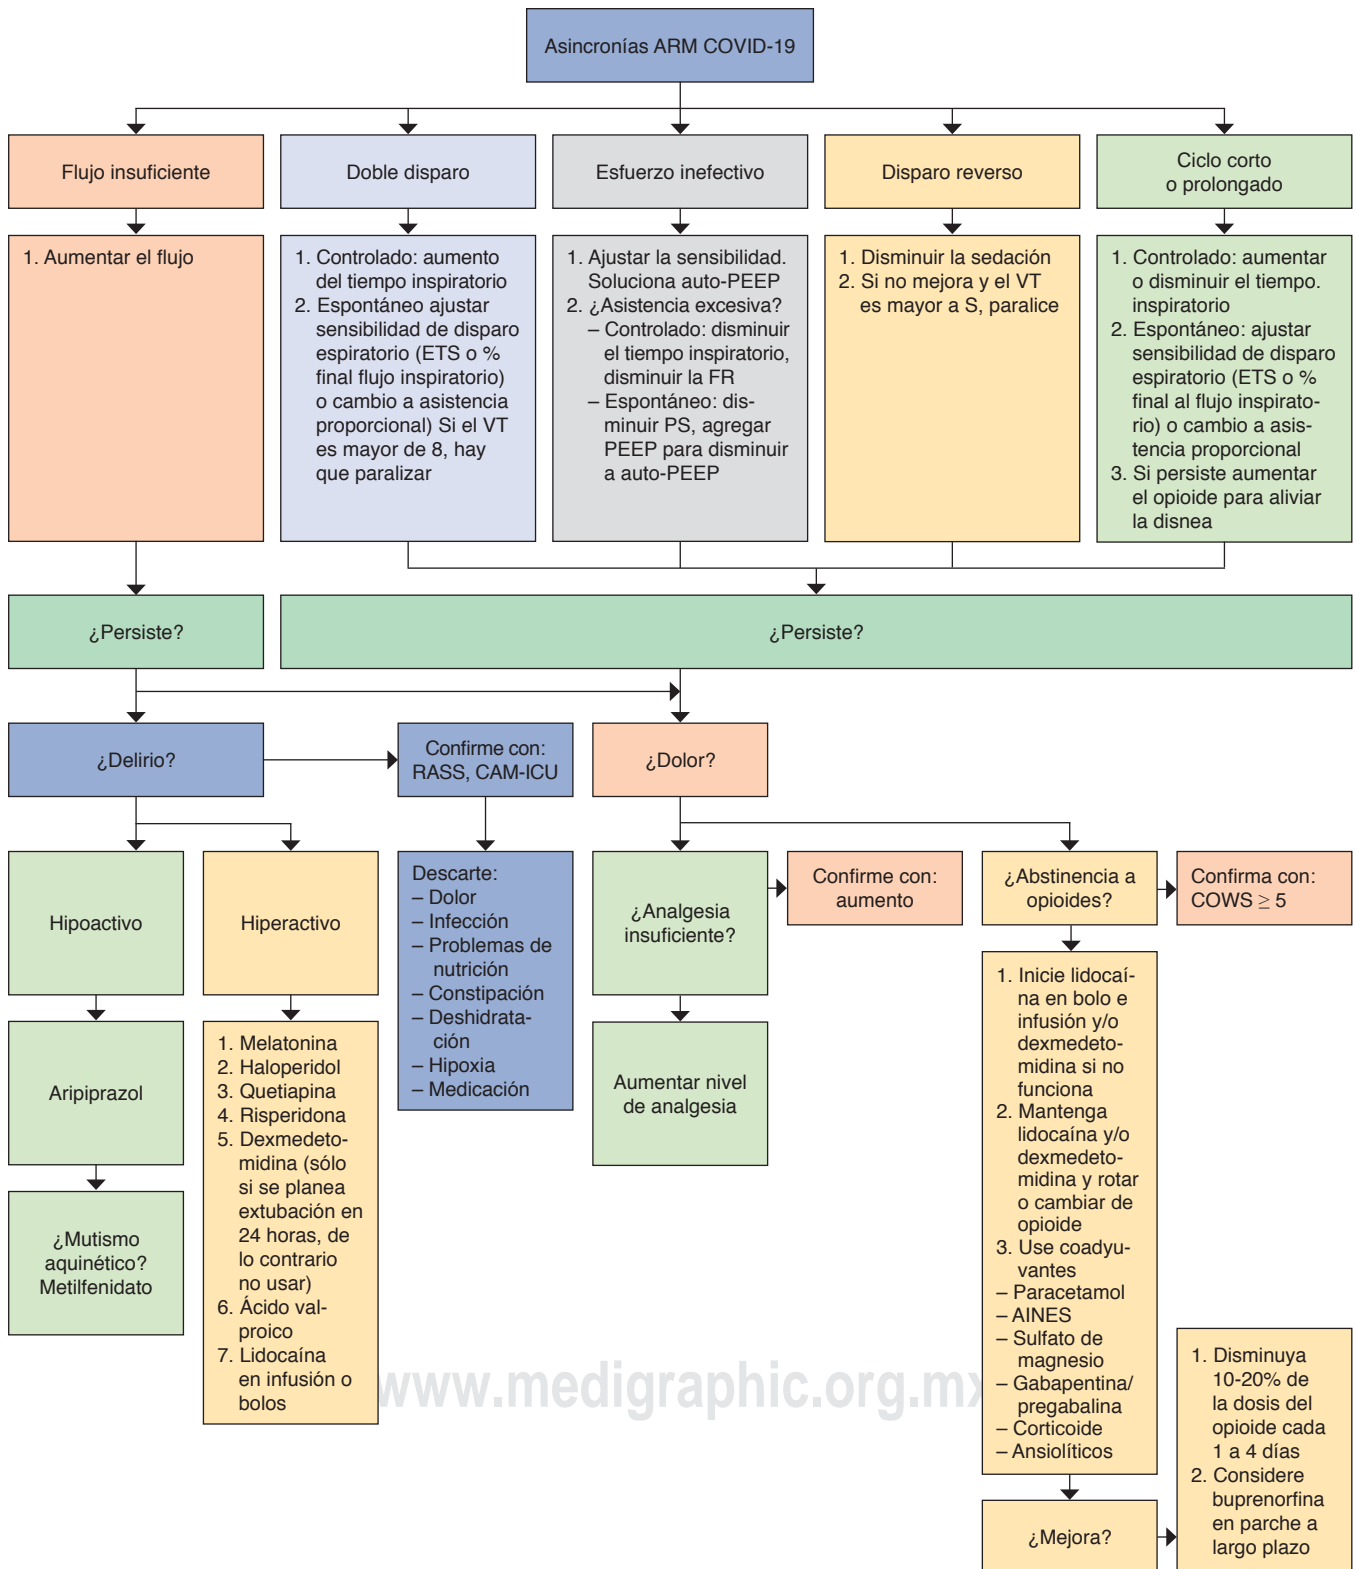 Asincronías ARM COVID-19
Flujo insuficiente
Doble disparo
Esfuerzo inefectivo
Disparo reverso
Ciclo corto
o prolongado
1. Aumentar el flujo
1. Controlado: aumento
del tiempo inspiratorio
2. Espontáneo ajustar
sensibilidad de disparo
espiratorio (ETS o %
final flujo inspiratorio)
o cambio a asistencia
proporcional) Si el VT
es mayor de 8, hay
que paralizar
1. Ajustar la sensibilidad.
Soluciona auto-PEEP
2. ¿Asistencia excesiva?
– Controlado: disminuir
el tiempo inspiratorio,
disminuir la FR
– Espontáneo: dis-
minuir PS, agregar
PEEP para disminuir
a auto-PEEP
1. Disminuir la sedación
2. Si no mejora y el VT
es mayor a S, paralice
1. Controlado: aumentar
o disminuir el tiempo.
inspiratorio
2. Espontáneo: ajustar
sensibilidad de disparo
espiratorio (ETS o %
final al flujo inspirato-
rio) o cambio a asis-
tencia proporcional
3. Si persiste aumentar
el opioide para aliviar
la disnea
¿Persiste?
¿Persiste?
¿Delirio?
Confirme con:
RASS, CAM-ICU
¿Dolor?
Hipoactivo
Hiperactivo
Descarte:
– Dolor
– Infección
– Problemas de
nutrición
– Constipación
– Deshidrata-
ción
– Hipoxia
– Medicación
¿Analgesia
insuficiente?
Confirme con:
aumento
¿Abstinencia a
opioides?
Confirma con:
COWS ≥ 5
Aripiprazol
1. Melatonina
2. Haloperidol
3. Quetiapina
4. Risperidona
5. Dexmedeto-
midina (sólo
si se planea
extubación en
24 horas, de
lo contrario
no usar)
6. Ácido val-
proico
7. Lidocaína
en infusión o
bolos
Aumentar nivel
de analgesia
1. Inicie lidocaí-
na en bolo e
infusión y/o
dexmedeto-
midina si no
funciona
2. Mantenga
lidocaína y/o
dexmedeto-
midina y rotar
o cambiar de
opioide
3. Use coadyu-
vantes
– Paracetamol
– AINES
– Sulfato de
magnesio
– Gabapentina/
pregabalina
– Corticoide
– Ansiolíticos
¿Mutismo
aquinético?
Metilfenidato
www.medigraphic.org.mx
¿Mejora?
1. Disminuya
10-20% de
la dosis del
opioide cada
1 a 4 días
2. Considere
buprenorfina
en parche a
largo plazo